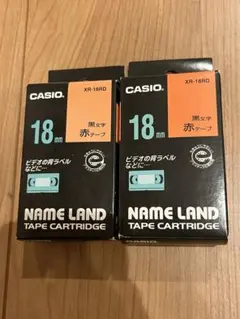 CASIO
XR-18RD
18mm
黒文字
赤テープ
ビデオの背ラベル
などに…
NAME LAND
TAPE CARTRIDGE
CASIO
XR-18RD
18mm
黒文字
赤テープ
ビデオの背ラベル
などに…
NAME LAND
TAPE CARTRIDGE